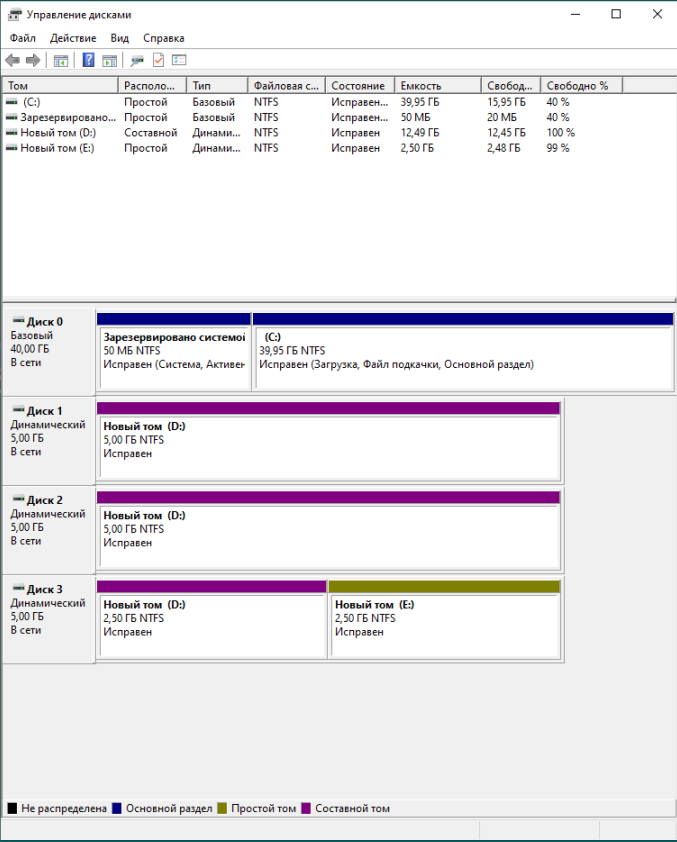 Управление дисками
Файл Действие Вид Справка
Том Располо... Тип Файловая с... Состояние Емкость Свобод... Свободно %
(C:) Простой Базовый NTFS Исправен... 39,95 ГБ 15,95 ГБ 40 %
Зарезервировано... Простой Базовый NTFS Исправен... 50 МБ 20 МБ 40 %
Новый том (D:) Составной Динами... NTFS Исправен 12,49 ГБ 12,45 ГБ 100 %
Новый том (E:) Простой Динами... NTFS Исправен 2,50 ГБ 2,48 ГБ 99 %
Диск 0
Базовый
40,00 ГБ
В сети
Зарезервировано системой
50 МБ NTFS
Исправен (Система, Активен
(C:)
39,95 ГБ NTFS
Исправен (Загрузка, Файл подкачки, Основной раздел)
Диск 1
Динамический
5,00 ГБ
В сети
Новый том (D:)
5,00 ГБ NTFS
Исправен
Диск 2
Динамический
5,00 ГБ
В сети
Новый том (D:)
5,00 ГБ NTFS
Исправен
Диск 3
Динамический
5,00 ГБ
В сети
Новый том (D:)
2,50 ГБ NTFS
Исправен
Новый том (E:)
2,50 ГБ NTFS
Исправен
Не распределена Основной раздел Простой том Составной том